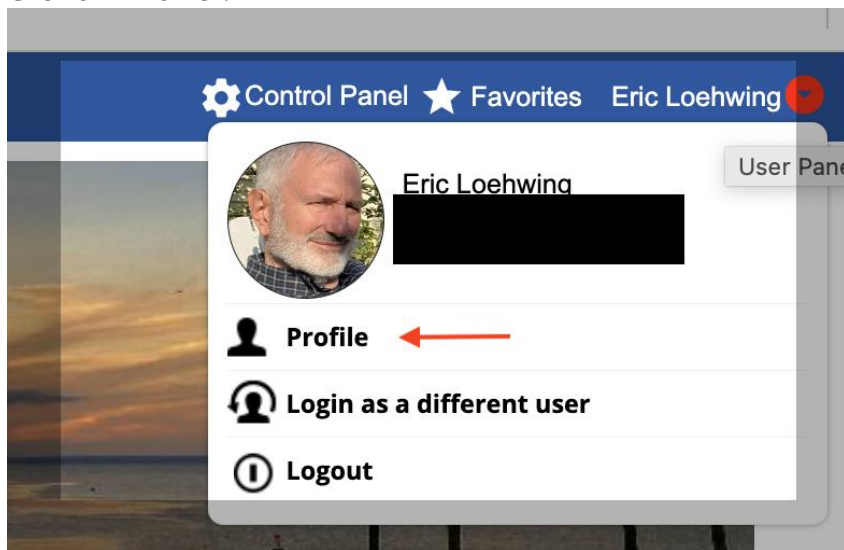 Control Panel Favorites Eric Loehwing
User Pane
Eric Loehwing
Profile
Login as a different user
Logout